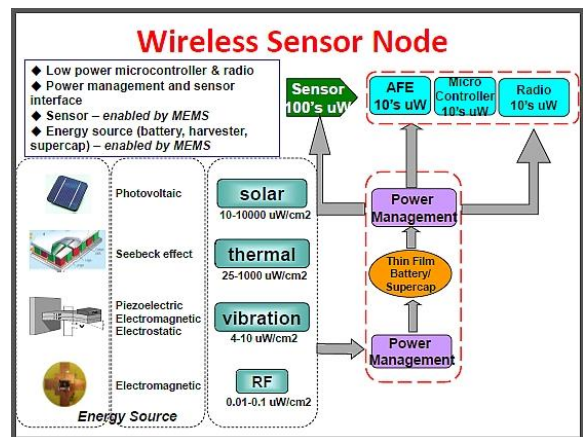 Wireless Sensor Node
◆ Low power microcontroller & radio
◆ Power management and sensor
interface
◆ Sensor – enabled by MEMS
◆ Energy source (battery, harvester,
supercap) – enabled by MEMS
Sensor
100's uW
AFE
10's uW
Micro
Controller
10's uW
Radio
10's uW
Photovoltaic
solar
10-10000 uW/cm2
Power
Management
Seebeck effect
thermal
25-1000 uW/cm2
Thin Film
Battery/
Supercap
Piezoelectric
Electromagnetic
Electrostatic
vibration
4-10 uW/cm2
Power
Management
Electromagnetic
RF
0.01-0.1 uW/cm2
Energy Source